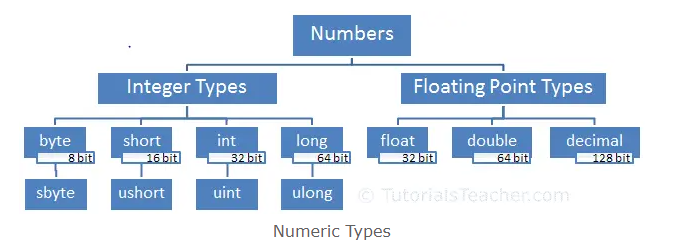 Numbers
Integer Types Floating Point Types
byte short int long float double decimal
8 bit 16 bit 32 bit 64 bit 32 bit 64 bit 128 bit
sbyte ushort uint ulong
© TutorialsTeacher.com
Numeric Types